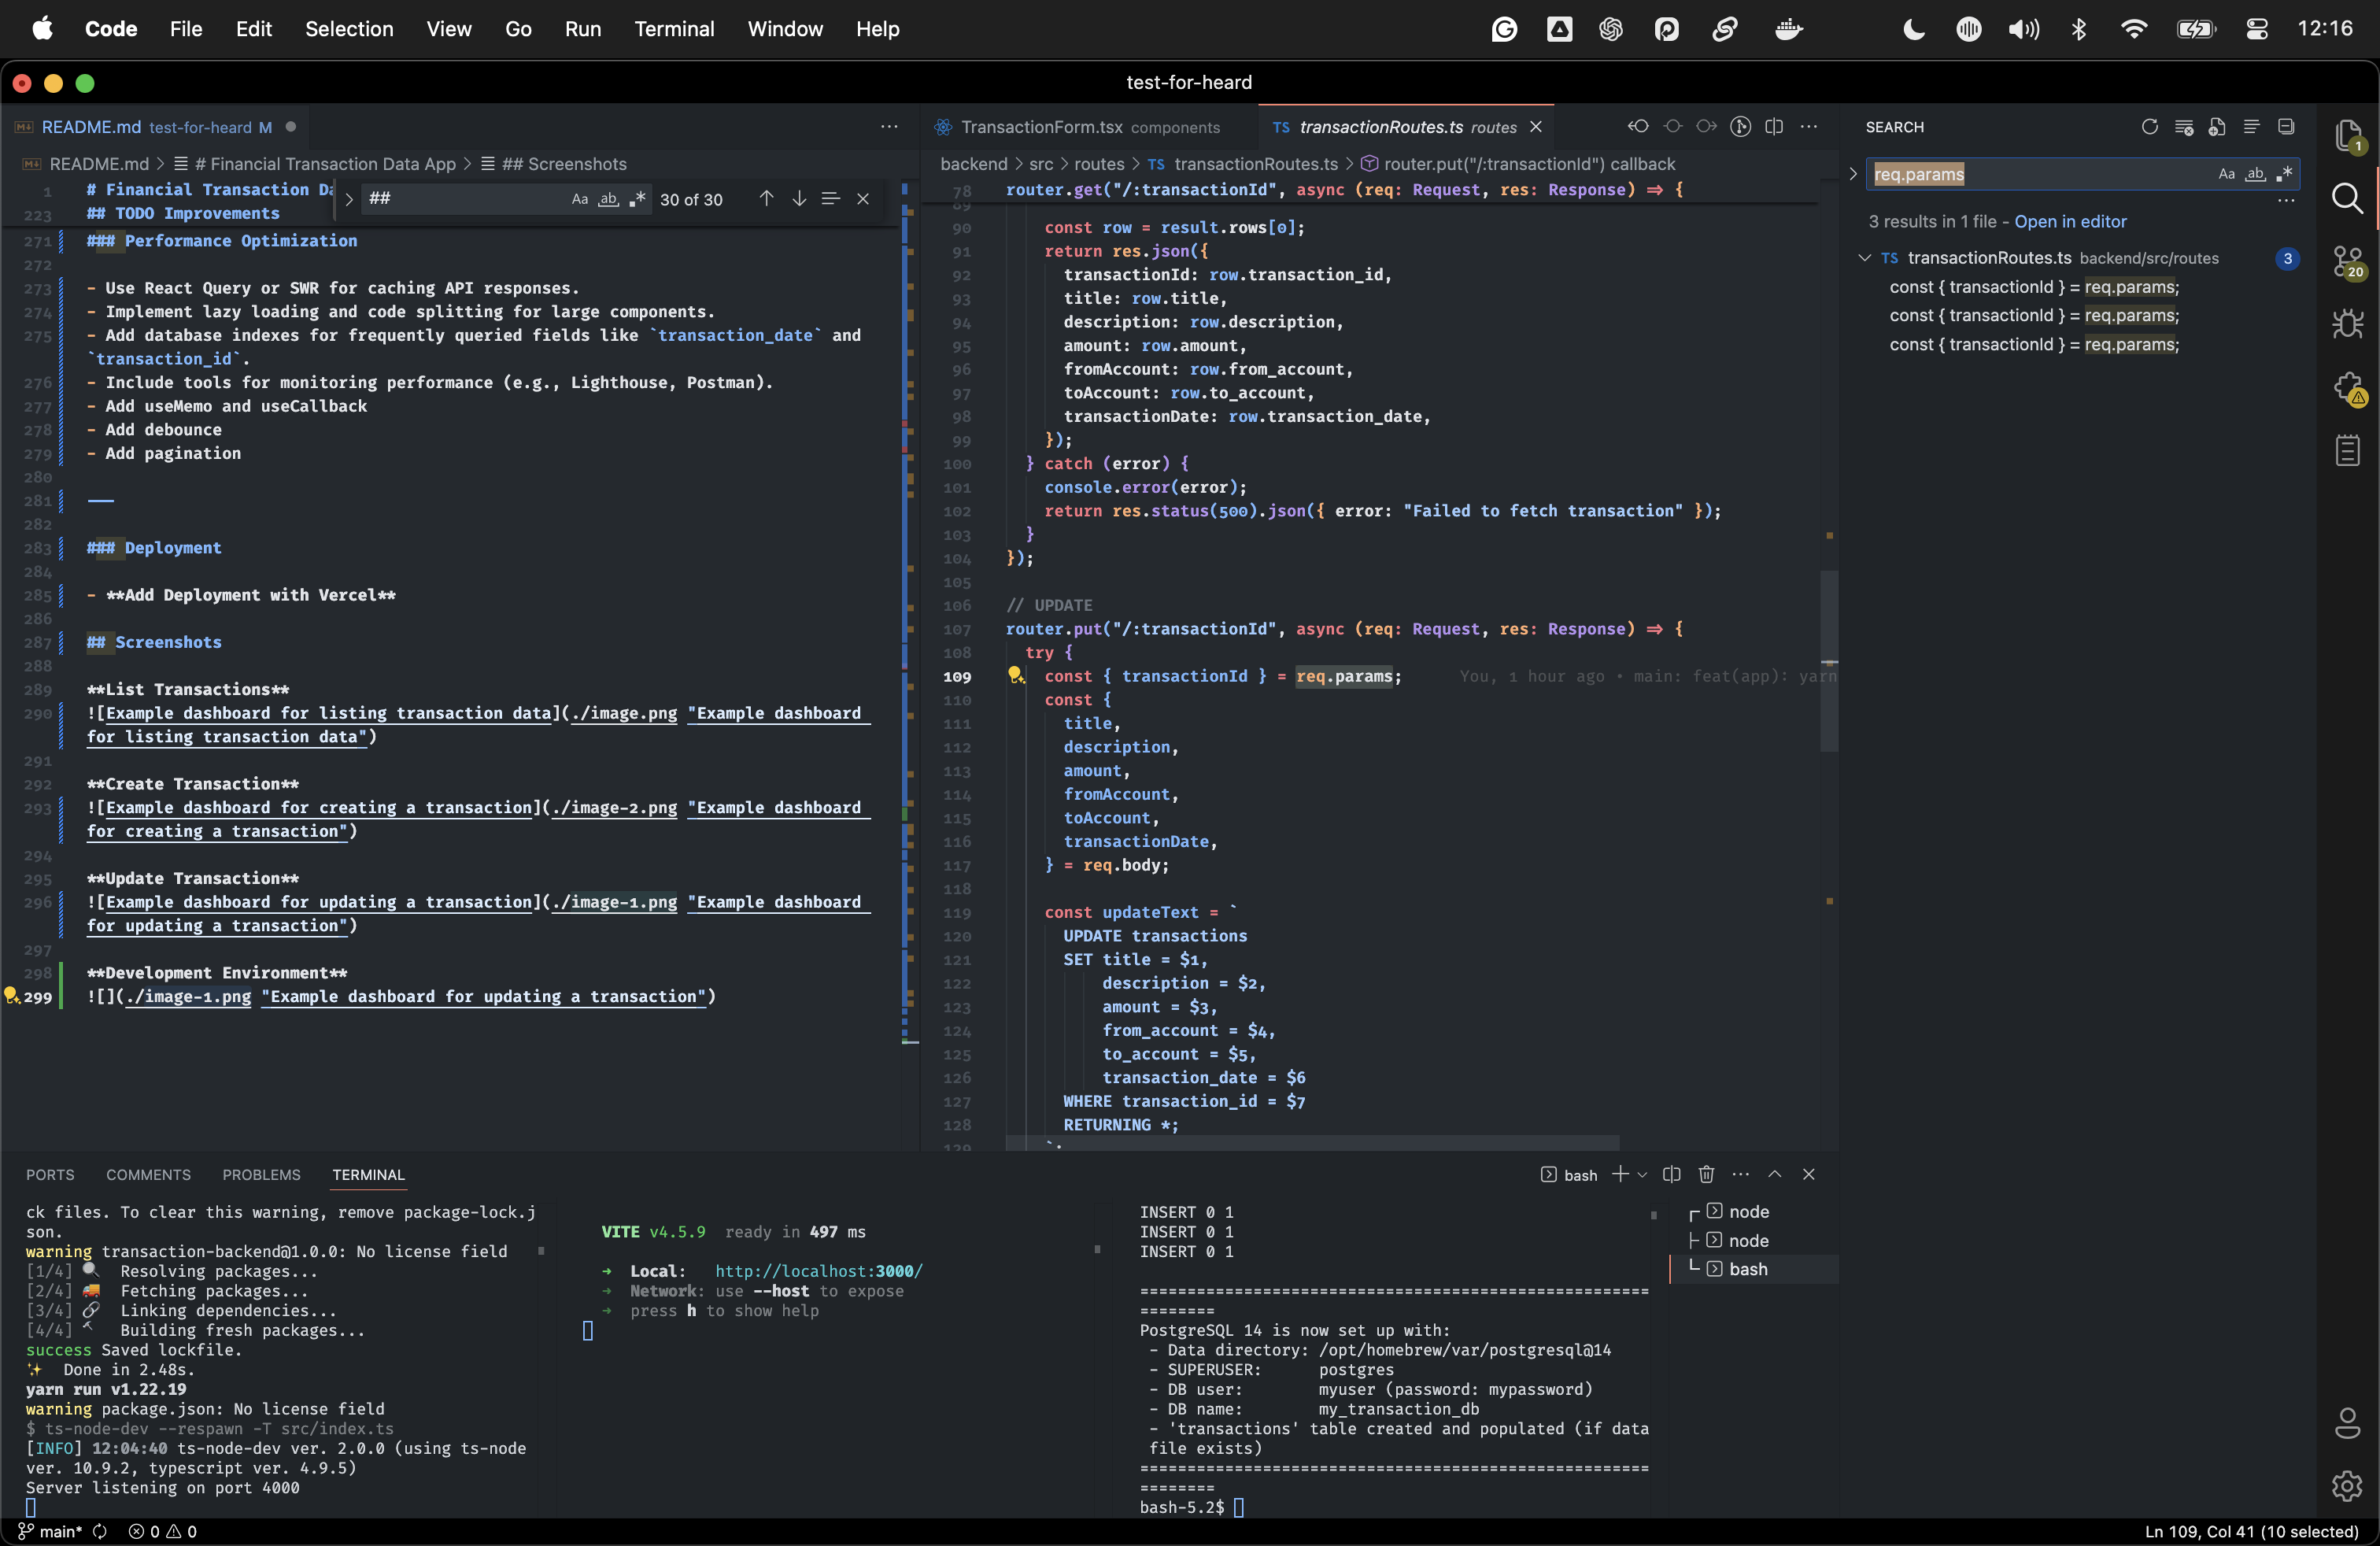 Code File Edit Selection View Go Run Terminal Window Help 12:16
test-for-heard
README.md test-for-heard M
README.md > # Financial Transaction Data App > ## Screenshots
## 30 of 30
1 # Financial Transaction Da
223 ## TODO Improvements
271 ### Performance Optimization
272
273 - Use React Query or SWR for caching API responses.
274 - Implement lazy loading and code splitting for large components.
275 - Add database indexes for frequently queried fields like `transaction_date` and
`transaction_id`.
276 - Include tools for monitoring performance (e.g., Lighthouse, Postman).
277 - Add useMemo and useCallback
278 - Add debounce
279 - Add pagination
280
281 ---
282
283 ### Deployment
284
285 - **Add Deployment with Vercel**
286
287 ## Screenshots
288
289 **List Transactions**
290 ![Example dashboard for listing transaction data](./image.png "Example dashboard
for listing transaction data")
291
292 **Create Transaction**
293 ![Example dashboard for creating a transaction](./image-2.png "Example dashboard
for creating a transaction")
294
295 **Update Transaction**
296 ![Example dashboard for updating a transaction](./image-1.png "Example dashboard
for updating a transaction")
297
298 **Development Environment**
299 ![](./image-1.png "Example dashboard for updating a transaction")
TransactionForm.tsx components
TS transactionRoutes.ts routes
backend > src > routes > TS transactionRoutes.ts > router.put("/:transactionId") callback
78 router.get("/:transactionId", async (req: Request, res: Response) => {
89
90 const row = result.rows[0];
91 return res.json({
92 transactionId: row.transaction_id,
93 title: row.title,
94 description: row.description,
95 amount: row.amount,
96 fromAccount: row.from_account,
97 toAccount: row.to_account,
98 transactionDate: row.transaction_date,
99 });
100 } catch (error) {
101 console.error(error);
102 return res.status(500).json({ error: "Failed to fetch transaction" });
103 }
104 });
105
106 // UPDATE
107 router.put("/:transactionId", async (req: Request, res: Response) => {
108 try {
109 const { transactionId } = req.params; You, 1 hour ago • main: feat(app): yarn
110 const {
111 title,
112 description,
113 amount,
114 fromAccount,
115 toAccount,
116 transactionDate,
117 } = req.body;
118
119 const updateText = `
120 UPDATE transactions
121 SET title = $1,
122 description = $2,
123 amount = $3,
124 from_account = $4,
125 to_account = $5,
126 transaction_date = $6
127 WHERE transaction_id = $7
128 RETURNING *;
129 `;
SEARCH
req.params
3 results in 1 file - Open in editor
TS transactionRoutes.ts backend/src/routes 3
const { transactionId } = req.params;
const { transactionId } = req.params;
const { transactionId } = req.params;
1
20
PORTS COMMENTS PROBLEMS TERMINAL
bash
ck files. To clear this warning, remove package-lock.j
son.
warning transaction-backend@1.0.0: No license field
[1/4] Resolving packages...
[2/4] Fetching packages...
[3/4] Linking dependencies...
[4/4] Building fresh packages...
success Saved lockfile.
Done in 2.48s.
yarn run v1.22.19
warning package.json: No license field
$ ts-node-dev --respawn -T src/index.ts
[INFO] 12:04:40 ts-node-dev ver. 2.0.0 (using ts-node
ver. 10.9.2, typescript ver. 4.9.5)
Server listening on port 4000
VITE v4.5.9 ready in 497 ms
➜ Local: http://localhost:3000/
➜ Network: use --host to expose
➜ press h to show help
INSERT 0 1
INSERT 0 1
INSERT 0 1
======================================================
========
PostgreSQL 14 is now set up with:
- Data directory: /opt/homebrew/var/postgresql@14
- SUPERUSER: postgres
- DB user: myuser (password: mypassword)
- DB name: my_transaction_db
- 'transactions' table created and populated (if data
file exists)
======================================================
========
bash-5.2$
node
node
bash
main* 0 0
Ln 109, Col 41 (10 selected)